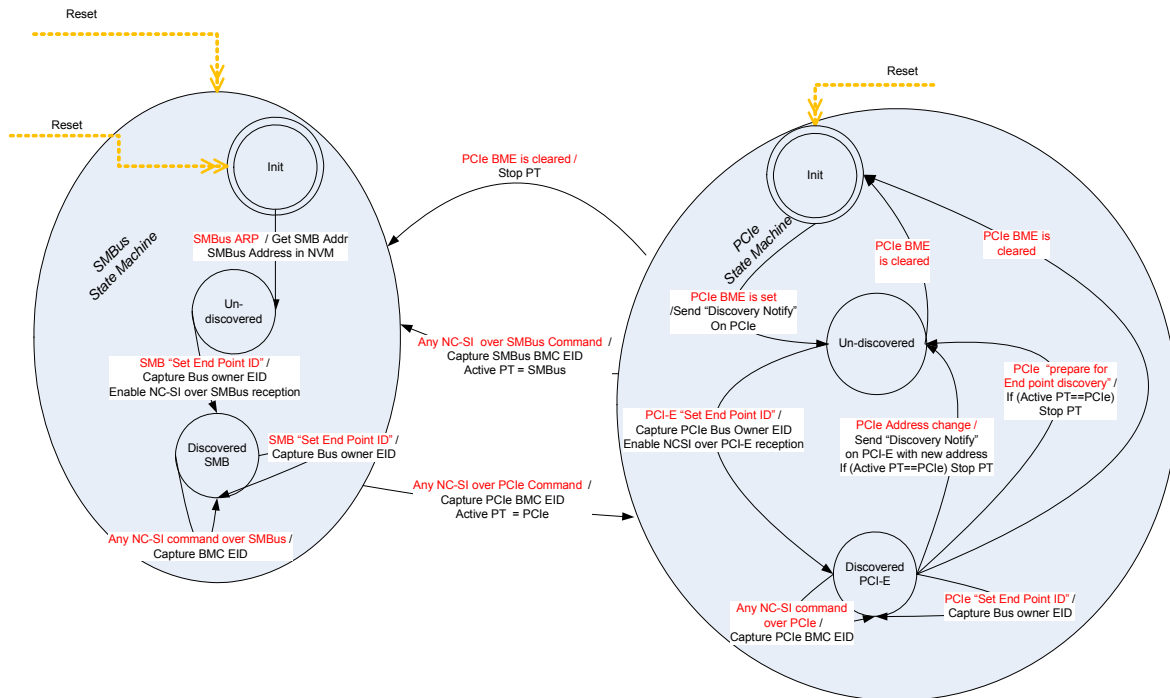 Reset
Reset
Init
SMBus
State Machine
SMBus ARP / Get SMB Addr
SMBus Address in NVM
Un-
discovered
SMB “Set End Point ID” /
Capture Bus owner EID
Enable NC-SI over SMBus reception
Discovered
SMB
SMB “Set End Point ID” /
Capture Bus owner EID
Any NC-SI command over SMBus /
Capture BMC EID
PCIe BME is cleared /
Stop PT
Any NC-SI over SMBus Command /
Capture SMBus BMC EID
Active PT = SMBus
Any NC-SI over PCIe Command /
Capture PCIe BMC EID
Active PT = PCIe
Reset
Init
PCIe
State Machine
PCIe BME is set
/Send “Discovery Notify”
On PCIe
PCIe BME
is cleared
PCIe BME is
cleared
Un-discovered
PCI-E “Set End Point ID” /
Capture PCIe Bus Owner EID
Enable NCSI over PCI-E reception
PCIe Address change /
Send “Discovery Notify”
on PCI-E with new address
If (Active PT==PCIe) Stop PT
PCIe “prepare for
End point discovery” /
If (Active PT==PCIe)
Stop PT
Discovered
PCI-E
Any NC-SI command
over PCIe /
Capture PCIe BMC EID
PCIe “Set End Point ID” /
Capture Bus owner EID